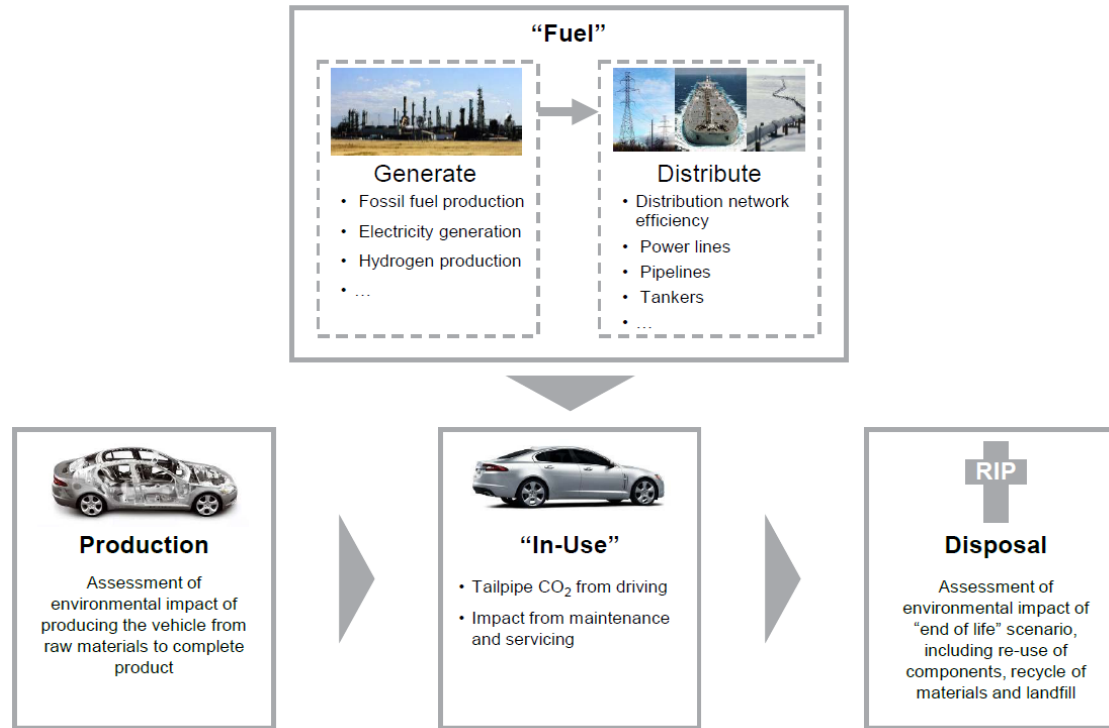 “Fuel”
Generate
• Fossil fuel production
• Electricity generation
• Hydrogen production
• ...
Distribute
• Distribution network
efficiency
• Power lines
• Pipelines
• Tankers
• ...
Production
Assessment of
environmental impact of
producing the vehicle from
raw materials to complete
product
“In-Use”
• Tailpipe CO₂ from driving
• Impact from maintenance
and servicing
RIP
Disposal
Assessment of
environmental impact of
“end of life” scenario,
including re-use of
components, recycle of
materials and landfill